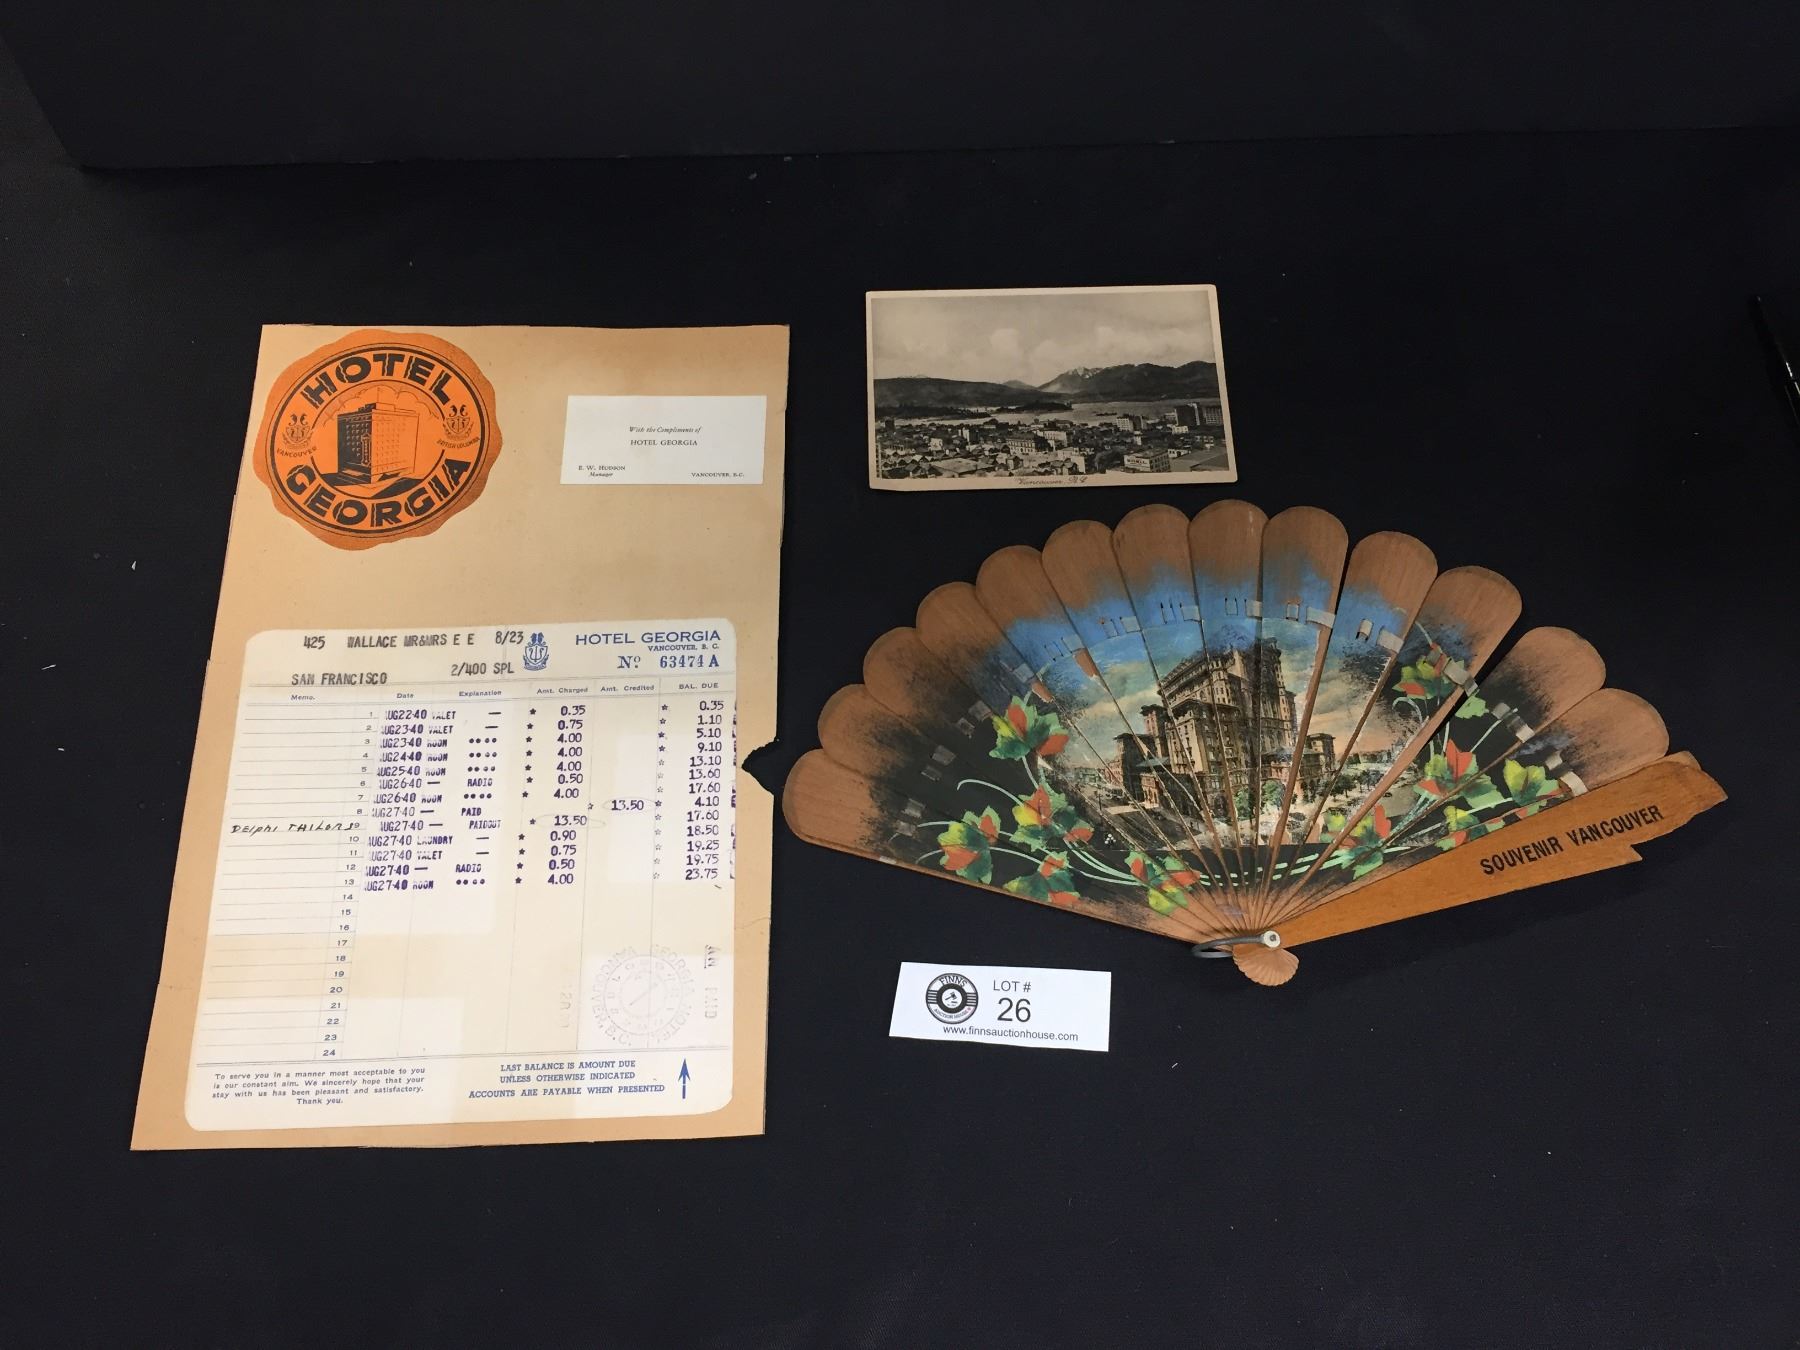 HOTEL
VANCOUVER
BRITISH COLUMBIA
GEORGIA
With the Compliments of
HOTEL GEORGIA
E. W. HUDSON
Manager
VANCOUVER, B.C.
Vancouver, B.C.
425 WALLACE MR&MRS E E 8/23
HOTEL GEORGIA
VANCOUVER, B. C.
2/400 SPL
Nº 63474 A
SAN FRANCISCO
Memo. Date Explanation Amt. Charged Amt. Credited BAL. DUE
1 AUG22-40 VALET — * 0.35 * 0.35
2 AUG23-40 VALET — * 0.75 * 1.10
3 AUG23-40 ROOM •••• * 4.00 * 5.10
4 AUG24-40 ROOM •••• * 4.00 * 9.10
5 AUG25-40 ROOM •••• * 4.00 * 13.10
6 AUG26-40 — RADIO * 0.50 * 13.60
7 AUG26-40 ROOM •••• * 4.00 * 17.60
8 AUG27-40 — PAID * 13.50 * 4.10
Delphi Tailors 9 AUG27-40 — PAIDOUT * 13.50 * 17.60
10 AUG27-40 LAUNDRY — * 0.90 * 18.50
11 AUG27-40 VALET — * 0.75 * 19.25
12 AUG27-40 — RADIO * 0.50 * 19.75
13 AUG27-40 ROOM •••• * 4.00 * 23.75
14
15
16
17
18
19
20
21
22
23
24
To serve you in a manner most acceptable to you
is our constant aim. We sincerely hope that your
stay with us has been pleasant and satisfactory.
Thank you.
LAST BALANCE IS AMOUNT DUE
UNLESS OTHERWISE INDICATED
ACCOUNTS ARE PAYABLE WHEN PRESENTED
SOUVENIR VANCOUVER
FINNS
AUCTION HOUSE
LOT #
26
www.finnsauctionhouse.com